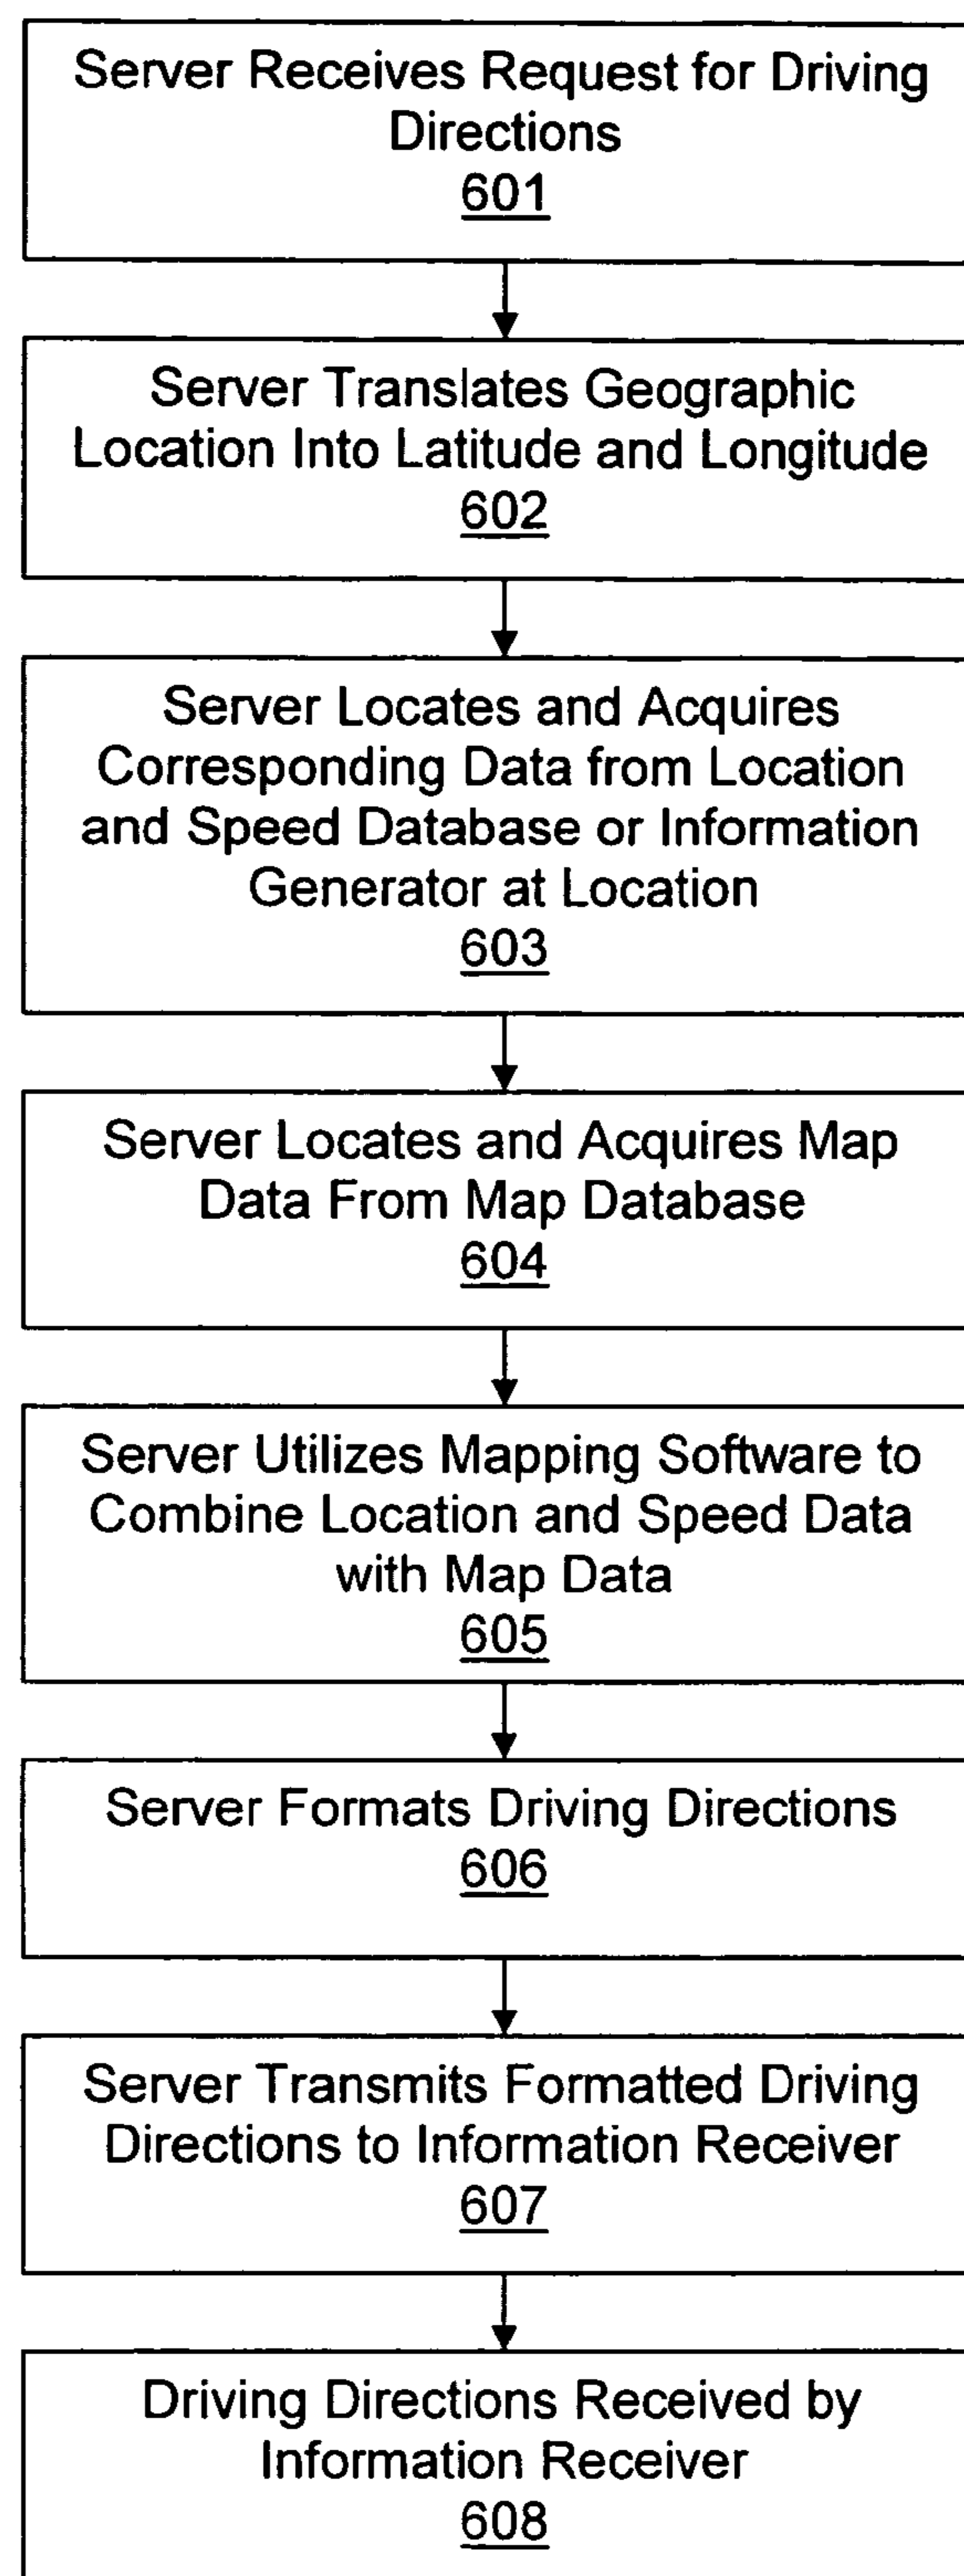 Server Receives Request for Driving
Directions
601
Server Translates Geographic
Location Into Latitude and Longitude
602
Server Locates and Acquires
Corresponding Data from Location
and Speed Database or Information
Generator at Location
603
Server Locates and Acquires Map
Data From Map Database
604
Server Utilizes Mapping Software to
Combine Location and Speed Data
with Map Data
605
Server Formats Driving Directions
606
Server Transmits Formatted Driving
Directions to Information Receiver
607
Driving Directions Received by
Information Receiver
608